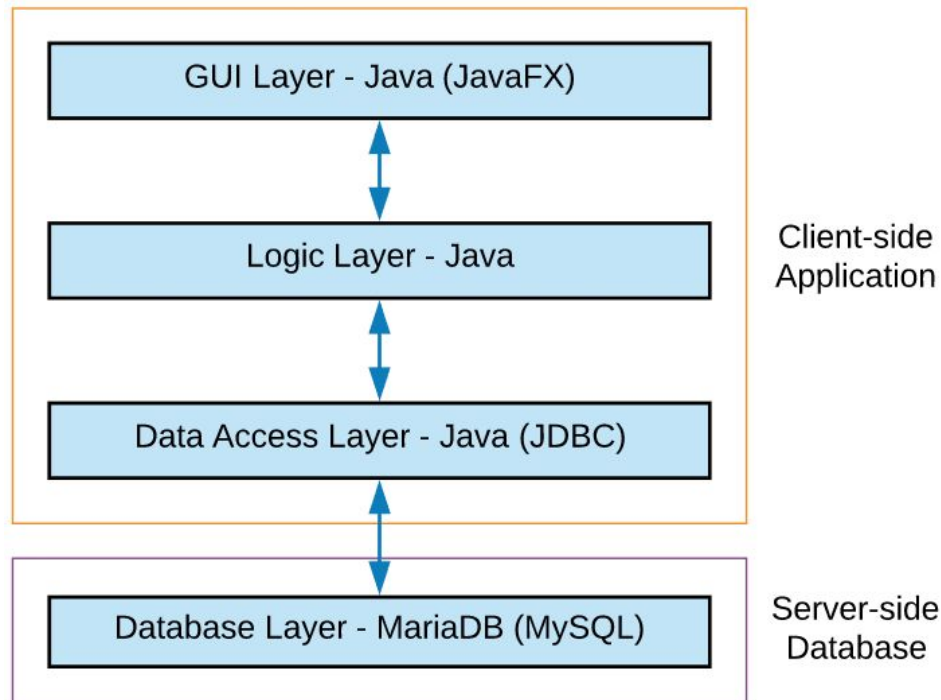 GUI Layer - Java (JavaFX)
Logic Layer - Java
Client-side
Application
Data Access Layer - Java (JDBC)
Database Layer - MariaDB (MySQL)
Server-side
Database